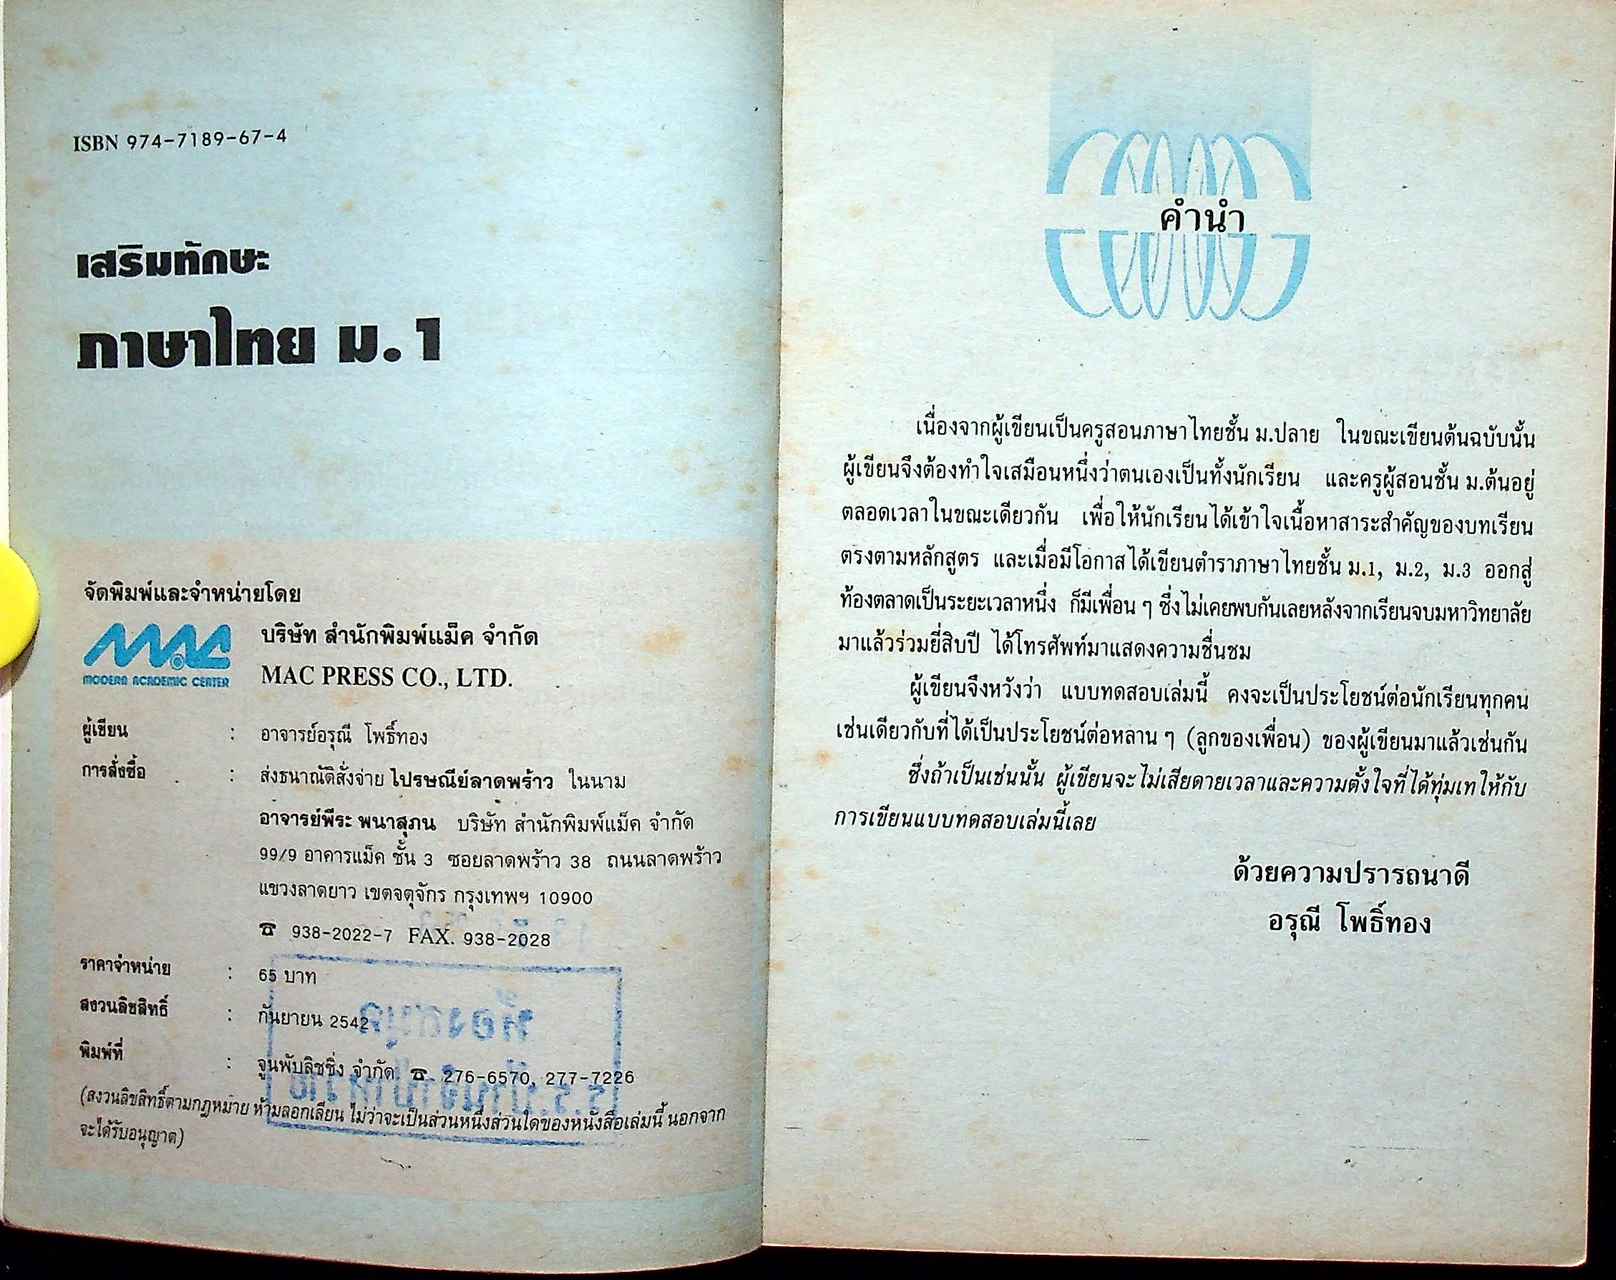 ISBN 974-7189-67-4
เสริมทักษะ
ภาษาไทย ม.1
จัดพิมพ์และจำหน่ายโดย
MAC
MODERN ACADEMIC CENTER
บริษัท สำนักพิมพ์แม็ค จำกัด
MAC PRESS CO., LTD.
ผู้เขียน : อาจารย์อรุณี โพธิ์ทอง
การสั่งซื้อ : ส่งธนาณัติสั่งจ่าย ไปรษณีย์ลาดพร้าว ในนาม
อาจารย์พีระ พนาสุภน บริษัท สำนักพิมพ์แม็ค จำกัด
99/9 อาคารแม็ค ชั้น 3 ซอยลาดพร้าว 38 ถนนลาดพร้าว
แขวงลาดยาว เขตจตุจักร กรุงเทพฯ 10900
☎ 938-2022-7 FAX. 938-2028
ราคาจำหน่าย : 65 บาท
สงวนลิขสิทธิ์ : กันยายน 2542
พิมพ์ที่ : จูนพับลิชชิ่ง จำกัด ☎ 276-6570, 277-7226
(สงวนลิขสิทธิ์ตามกฎหมาย ห้ามลอกเลียน ไม่ว่าจะเป็นส่วนหนึ่งส่วนใดของหนังสือเล่มนี้ นอกจาก
จะได้รับอนุญาต)
คำนำ
เนื่องจากผู้เขียนเป็นครูสอนภาษาไทยชั้น ม.ปลาย ในขณะเขียนต้นฉบับนั้น
ผู้เขียนจึงต้องทำใจเสมือนหนึ่งว่าตนเองเป็นทั้งนักเรียน และครูผู้สอนชั้น ม.ต้นอยู่
ตลอดเวลาในขณะเดียวกัน เพื่อให้นักเรียนได้เข้าใจเนื้อหาสาระสำคัญของบทเรียน
ตรงตามหลักสูตร และเมื่อมีโอกาสได้เขียนตำราภาษาไทยชั้น ม.1, ม.2, ม.3 ออกสู่
ท้องตลาดเป็นระยะเวลาหนึ่ง ก็มีเพื่อน ๆ ซึ่งไม่เคยพบกันเลยหลังจากเรียนจบมหาวิทยาลัย
มาแล้วร่วมยี่สิบปี ได้โทรศัพท์มาแสดงความชื่นชม
ผู้เขียนจึงหวังว่า แบบทดสอบเล่มนี้ คงจะเป็นประโยชน์ต่อนักเรียนทุกคน
เช่นเดียวกับที่ได้เป็นประโยชน์ต่อหลาน ๆ (ลูกของเพื่อน) ของผู้เขียนมาแล้วเช่นกัน
ซึ่งถ้าเป็นเช่นนั้น ผู้เขียนจะไม่เสียดายเวลาและความตั้งใจที่ได้ทุ่มเทให้กับ
การเขียนแบบทดสอบเล่มนี้เลย
ด้วยความปรารถนาดี
อรุณี โพธิ์ทอง